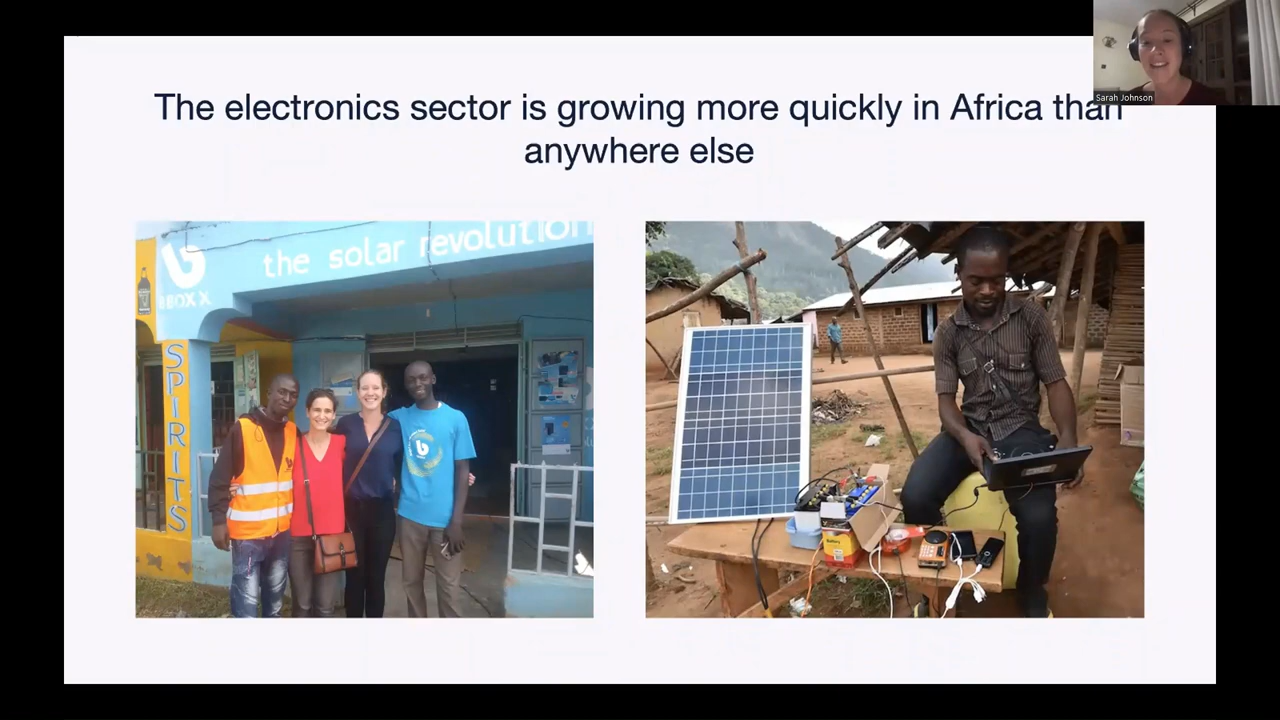 Sarah Johnson
The electronics sector is growing more quickly in Africa than
anywhere else
the solar revolution
BBOXX
SPIRITS